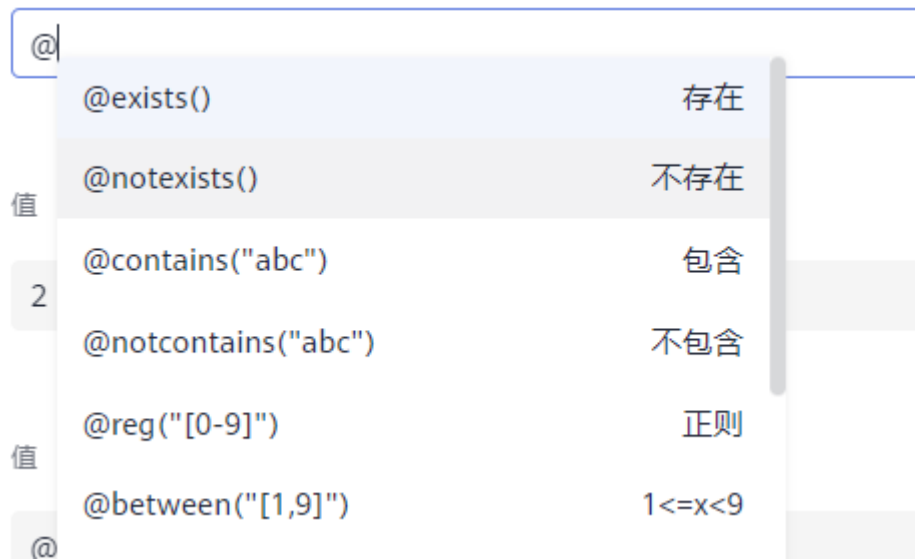 @
@exists() 存在
@notexists() 不存在
值
@contains("abc") 包含
2
@notcontains("abc") 不包含
@reg("[0-9]") 正则
值
@between("[1,9]") 1<=x<9
@